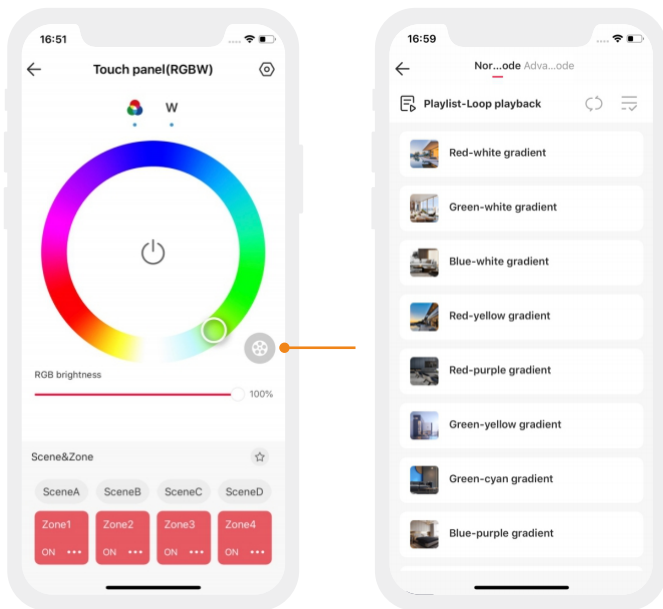 16:51
Touch panel(RGBW)
W
RGB brightness
100%
Scene&Zone
SceneA SceneB SceneC SceneD
Zone1 Zone2 Zone3 Zone4
ON ••• ON ••• ON ••• ON •••
16:59
Nor...ode Adva...ode
Playlist-Loop playback
Red-white gradient
Green-white gradient
Blue-white gradient
Red-yellow gradient
Red-purple gradient
Green-yellow gradient
Green-cyan gradient
Blue-purple gradient